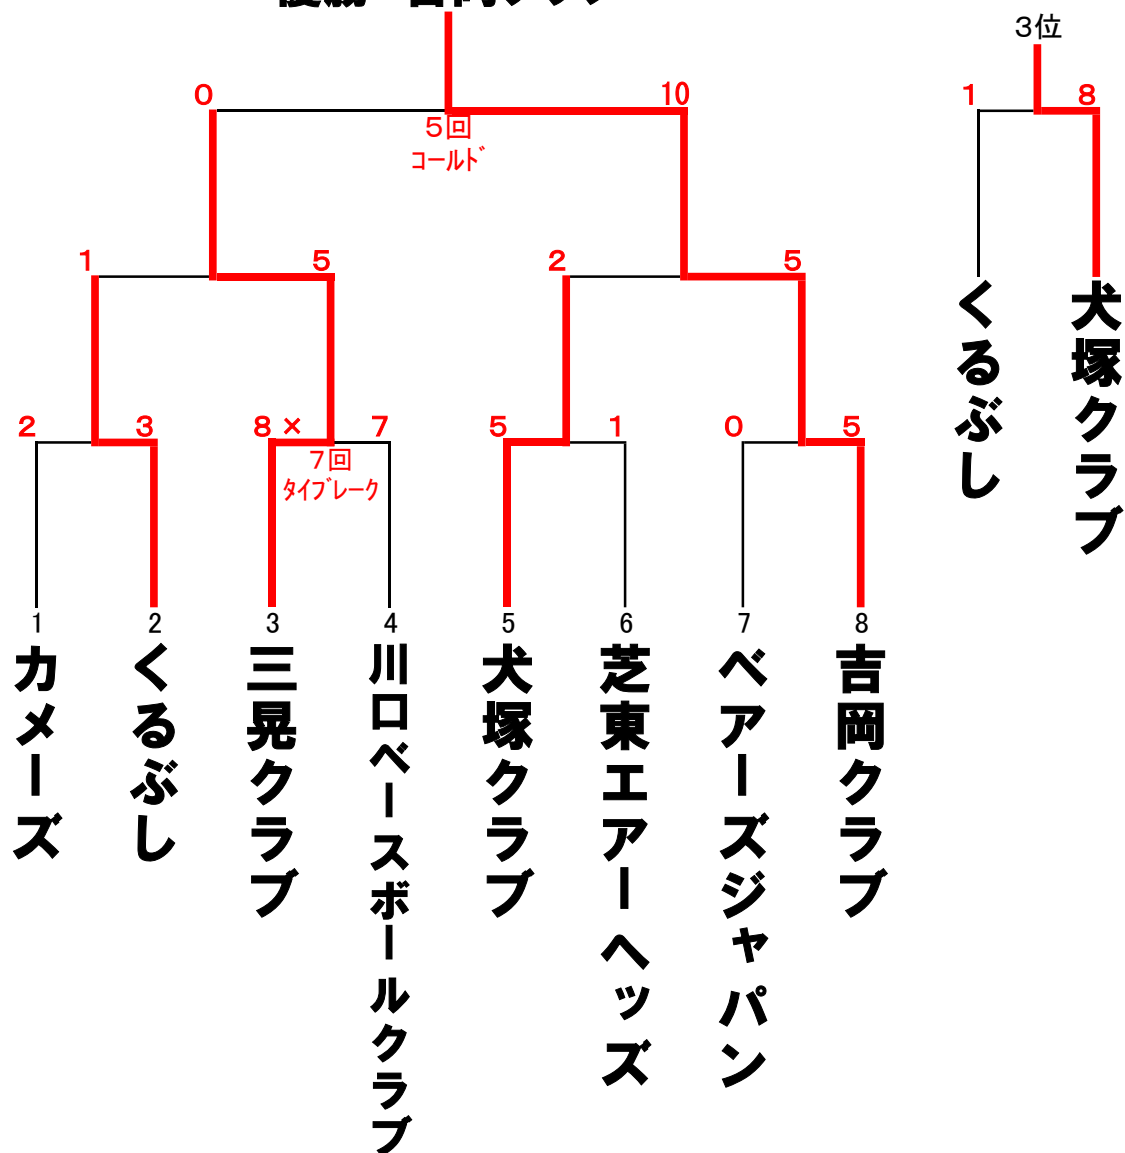 3位
0
10
1
8
5回
コールド
1
5
2
5
2
3
8×
7
5
1
0
5
7回
タイブレーク
1
2
3
4
5
6
7
8
カメーズ
くるぶし
三晃クラブ
川口ベースボールクラブ
犬塚クラブ
芝東エアーヘッズ
ベアーズジャパン
吉岡クラブ
くるぶし
犬塚クラブ